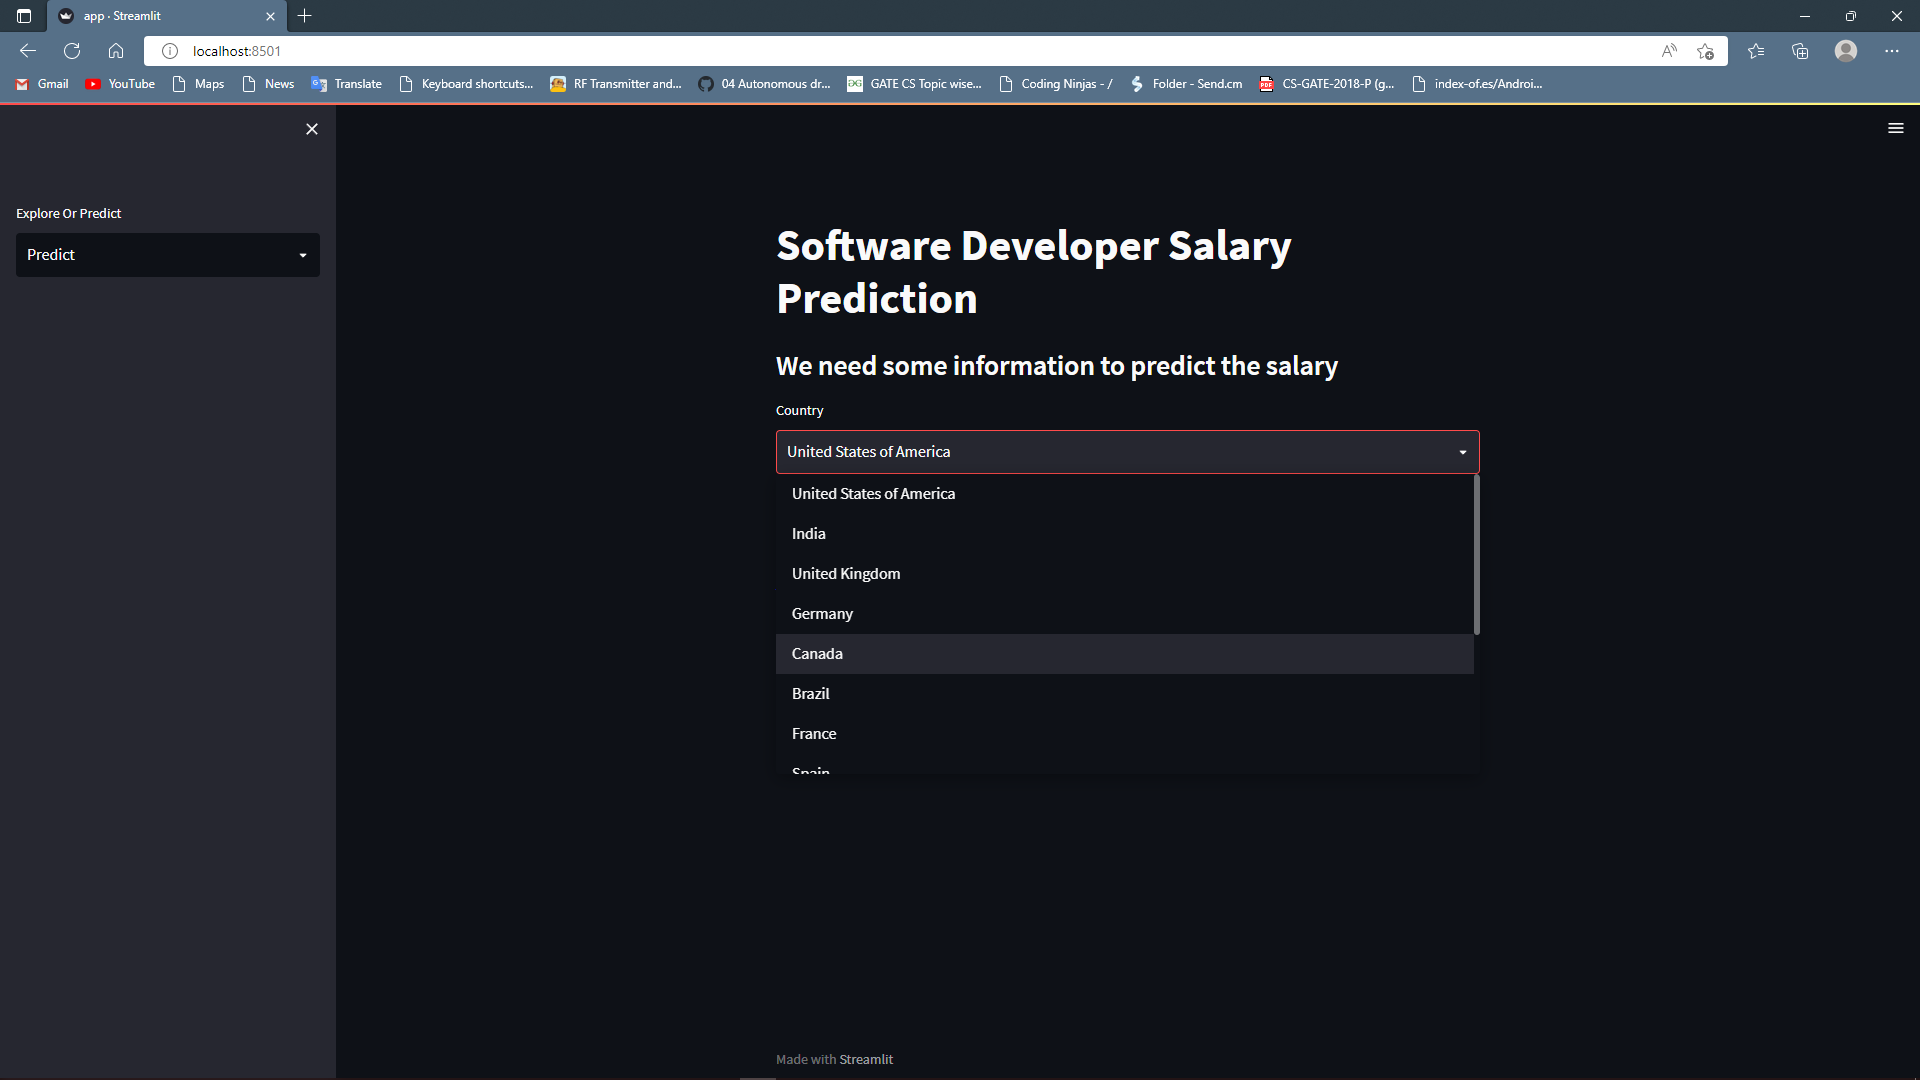 app · Streamlit
localhost:8501
Gmail
YouTube
Maps
News
Translate
Keyboard shortcuts...
RF Transmitter and...
04 Autonomous dr...
GATE CS Topic wise...
Coding Ninjas - /
Folder - Send.cm
CS-GATE-2018-P (g...
index-of.es/Androi...
Explore Or Predict
Predict
Software Developer Salary
Prediction
We need some information to predict the salary
Country
United States of America
United States of America
India
United Kingdom
Germany
Canada
Brazil
France
Spain
Made with Streamlit